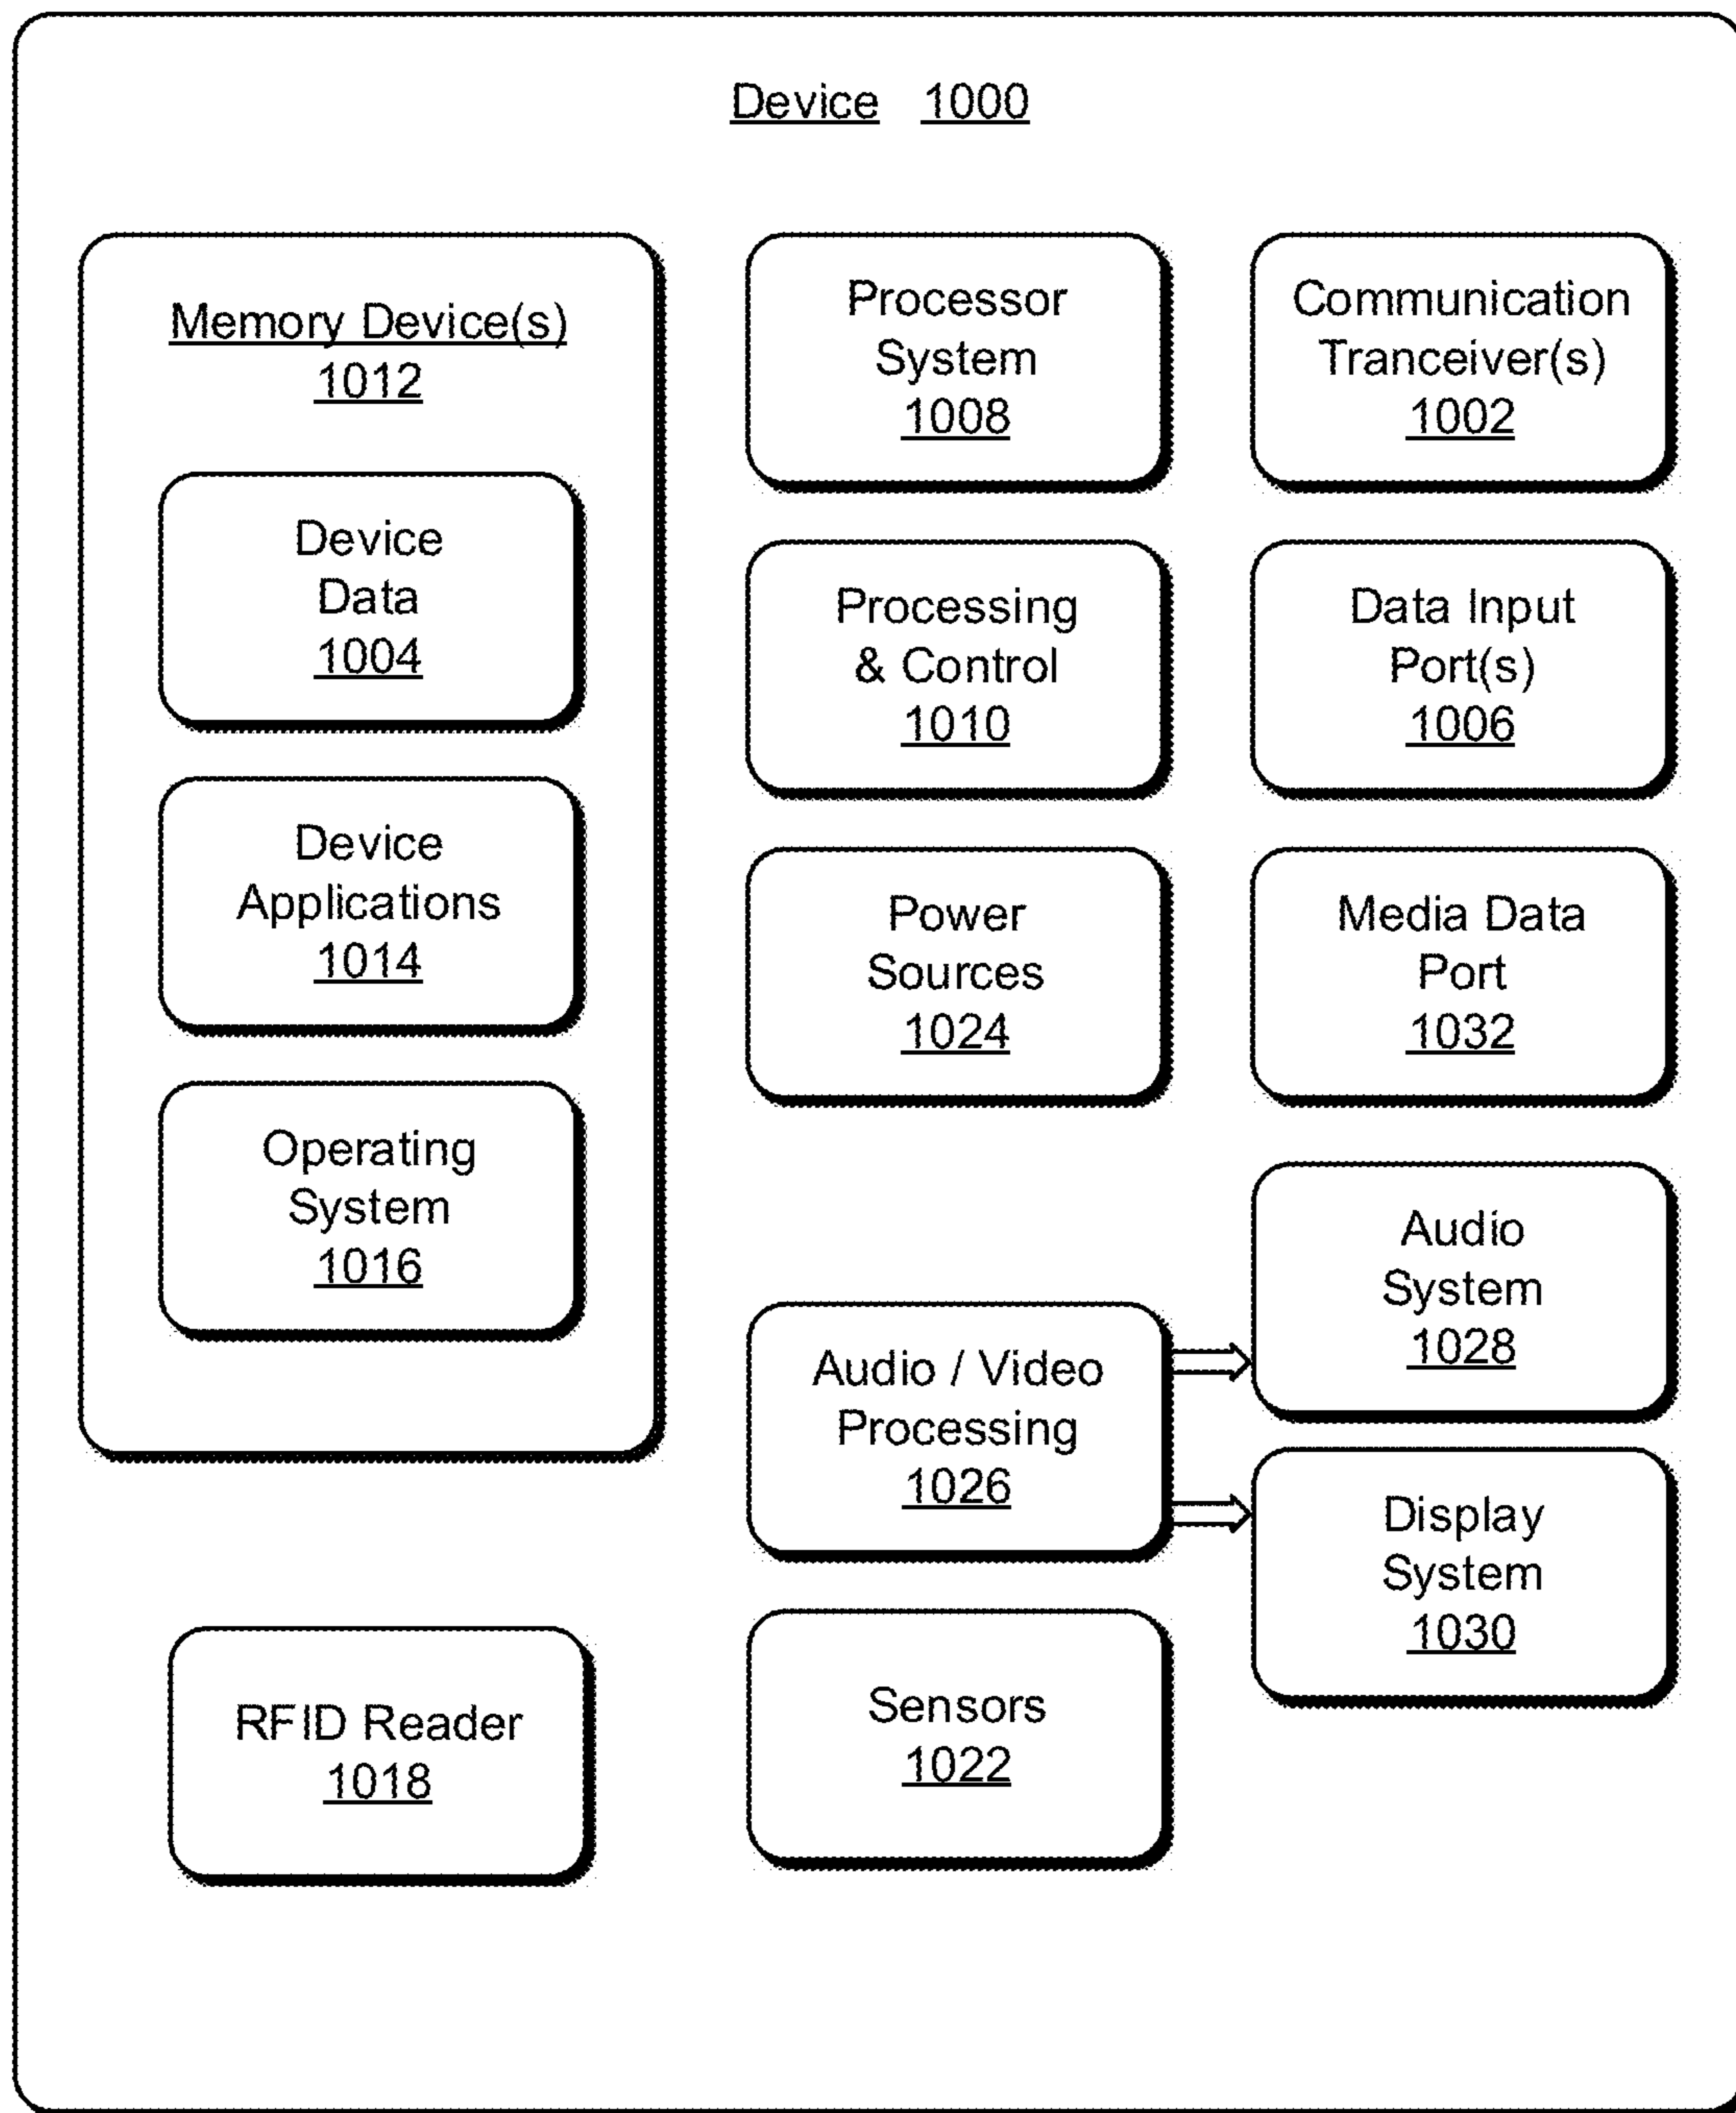 Device 1000
Memory Device(s)
1012
Device
Data
1004
Device
Applications
1014
Operating
System
1016
RFID Reader
1018
Processor
System
1008
Processing
& Control
1010
Power
Sources
1024
Audio / Video
Processing
1026
Sensors
1022
Communication
Tranceiver(s)
1002
Data Input
Port(s)
1006
Media Data
Port
1032
Audio
System
1028
Display
System
1030